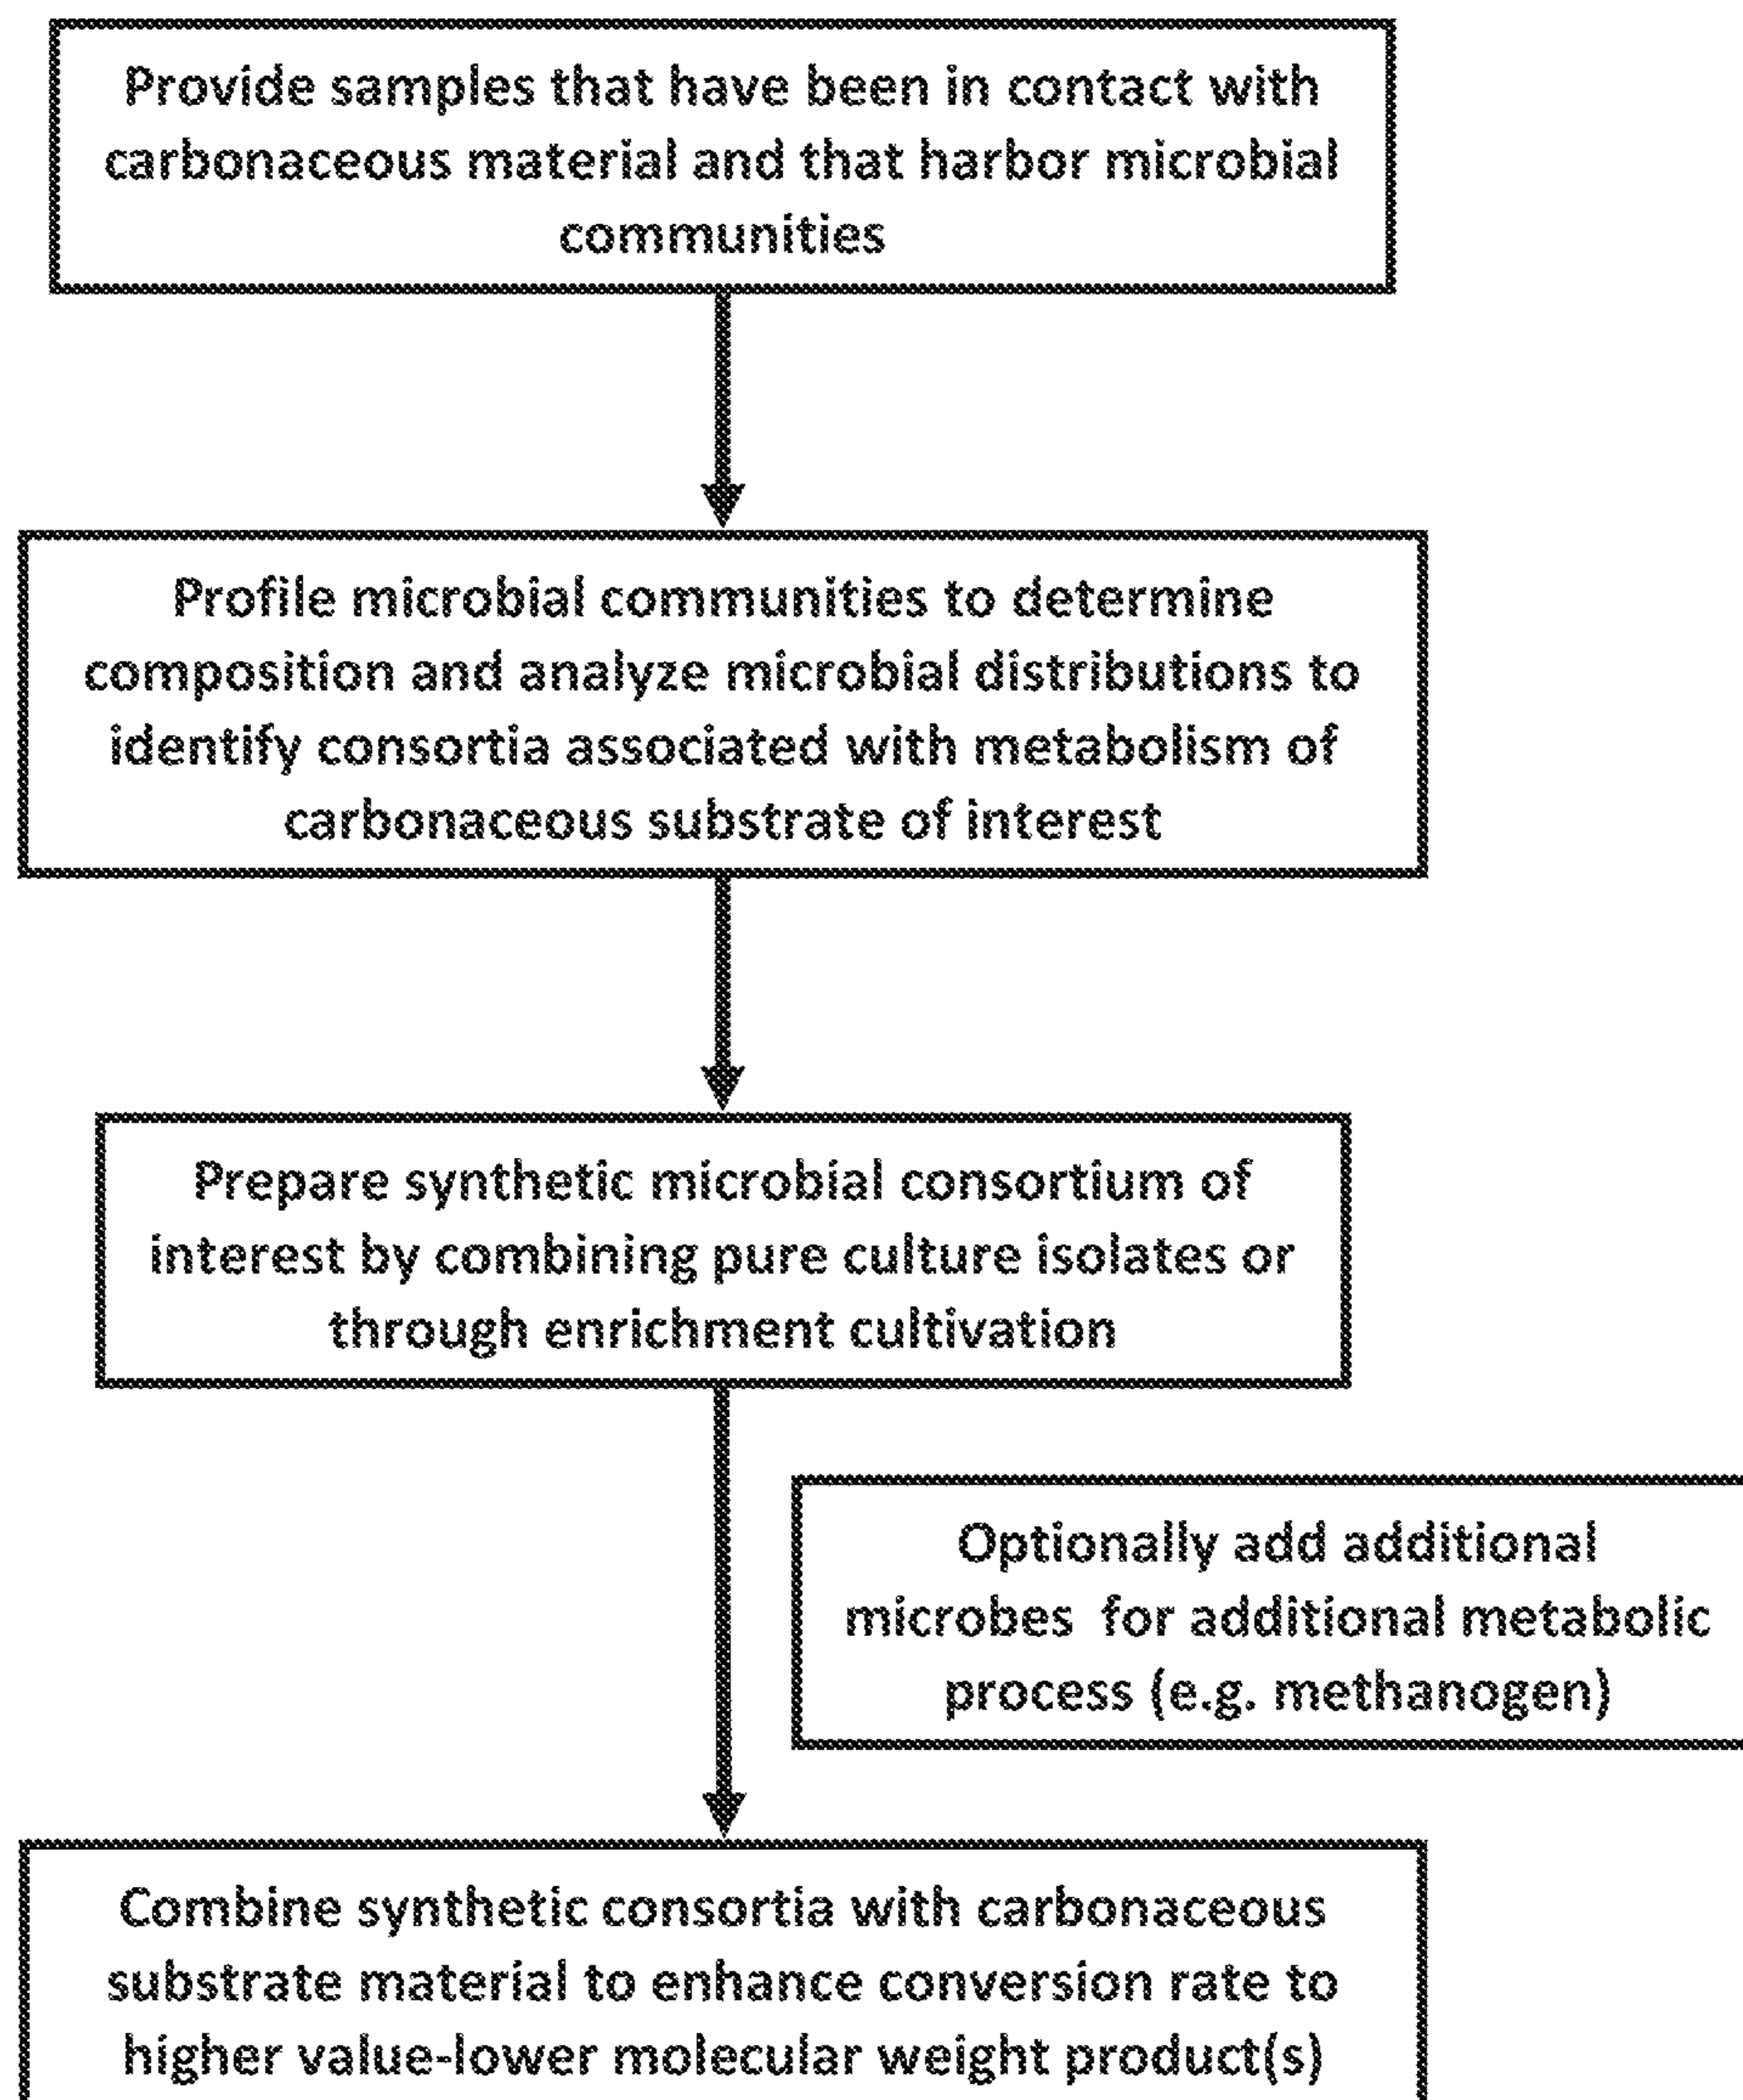 Provide samples that have been in contact with
carbonaceous material and that harbor microbial
communities
Profile microbial communities to determine
composition and analyze microbial distributions to
identify consortia associated with metabolism of
carbonaceous substrate of interest
Prepare synthetic microbial consortium of
interest by combining pure culture isolates or
through enrichment cultivation
Optionally add additional
microbes  for additional metabolic
process (e.g. methanogen)
Combine synthetic consortia with carbonaceous
substrate material to enhance conversion rate to
higher value-lower molecular weight product(s)